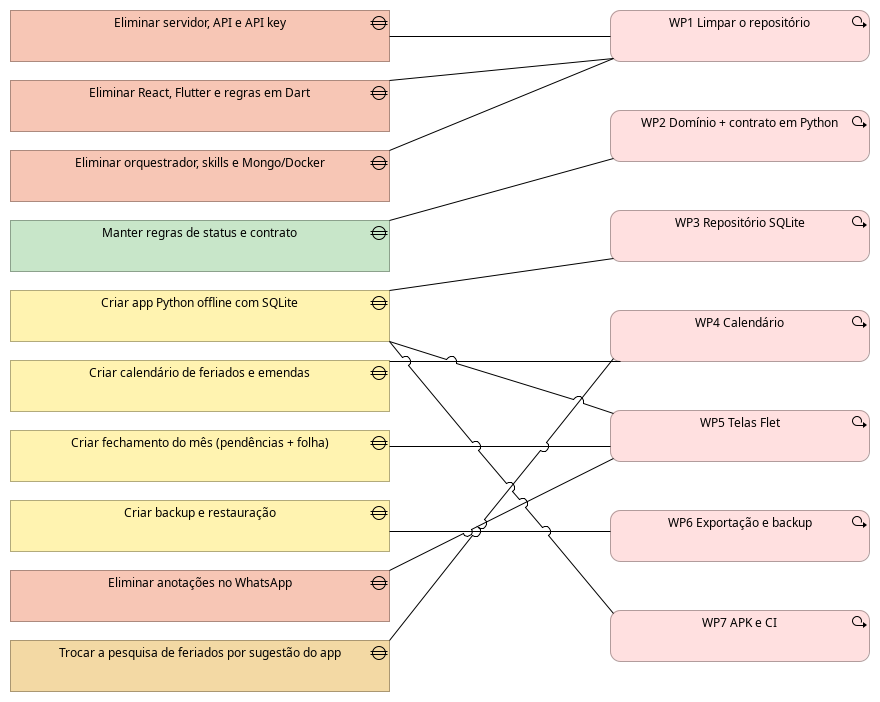 Eliminar servidor, API e API key
Eliminar React, Flutter e regras em Dart
Eliminar orquestrador, skills e Mongo/Docker
Manter regras de status e contrato
Criar app Python offline com SQLite
Criar calendário de feriados e emendas
Criar fechamento do mês (pendências + folha)
Criar backup e restauração
Eliminar anotações no WhatsApp
Trocar a pesquisa de feriados por sugestão do app
WP1 Limpar o repositório
WP2 Domínio + contrato em Python
WP3 Repositório SQLite
WP4 Calendário
WP5 Telas Flet
WP6 Exportação e backup
WP7 APK e CI